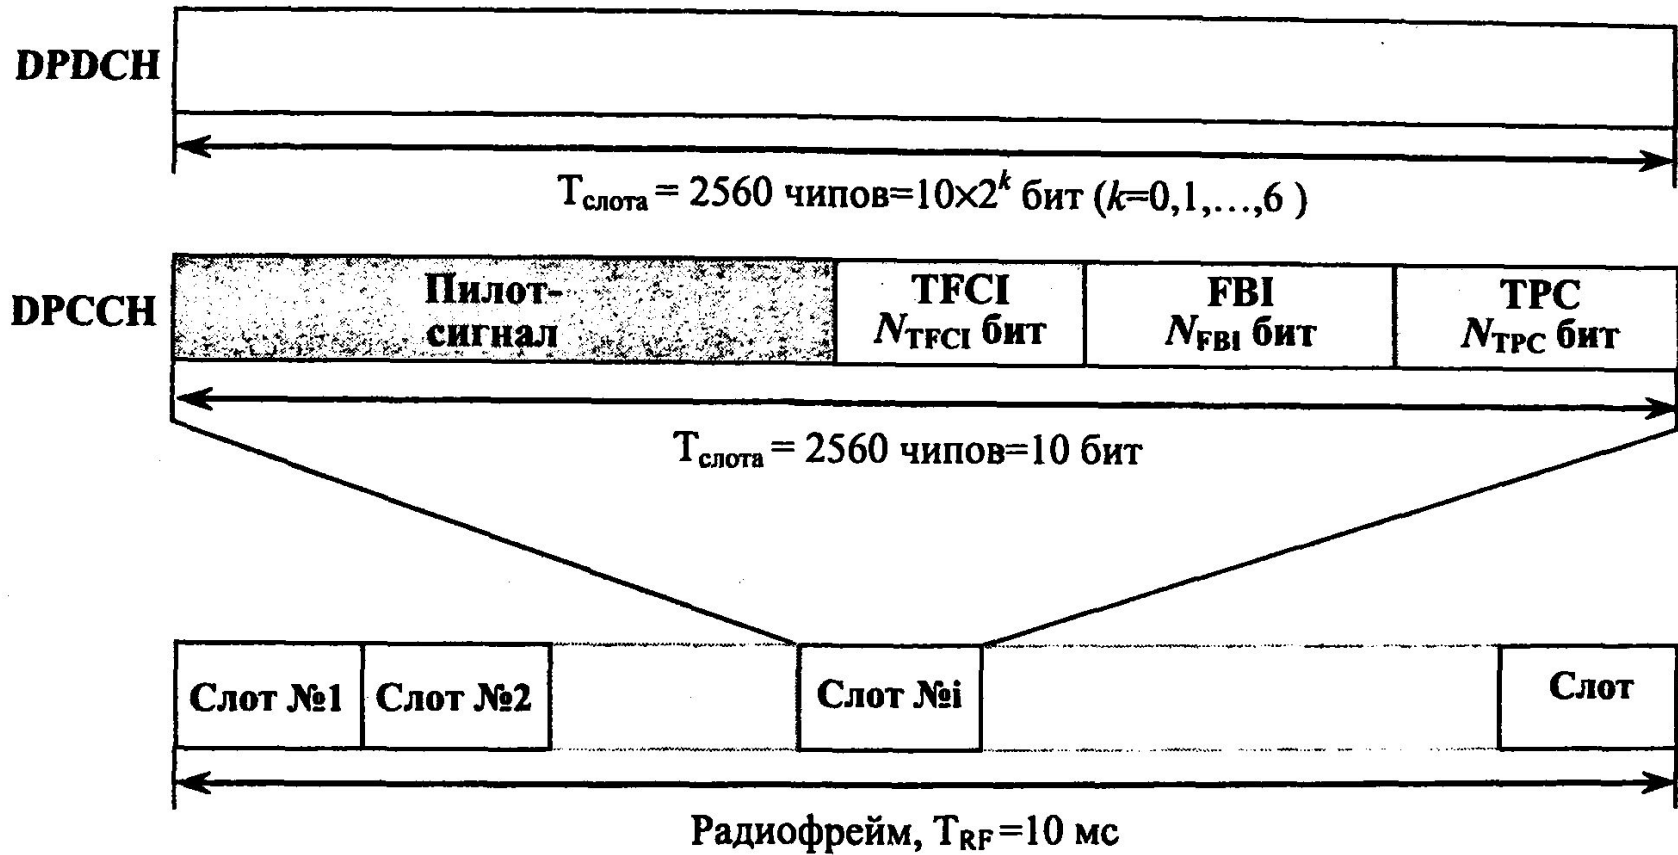 DPDCH
Tслота = 2560 чипов=10×2^k бит (k=0,1,...,6 )
DPCCH
Пилот-
сигнал
TFCI
NTFCI бит
FBI
NFBI бит
TPC
NTPC бит
Tслота = 2560 чипов=10 бит
Слот №1
Слот №2
Слот №i
Слот
Радиофрейм, TRF=10 мс